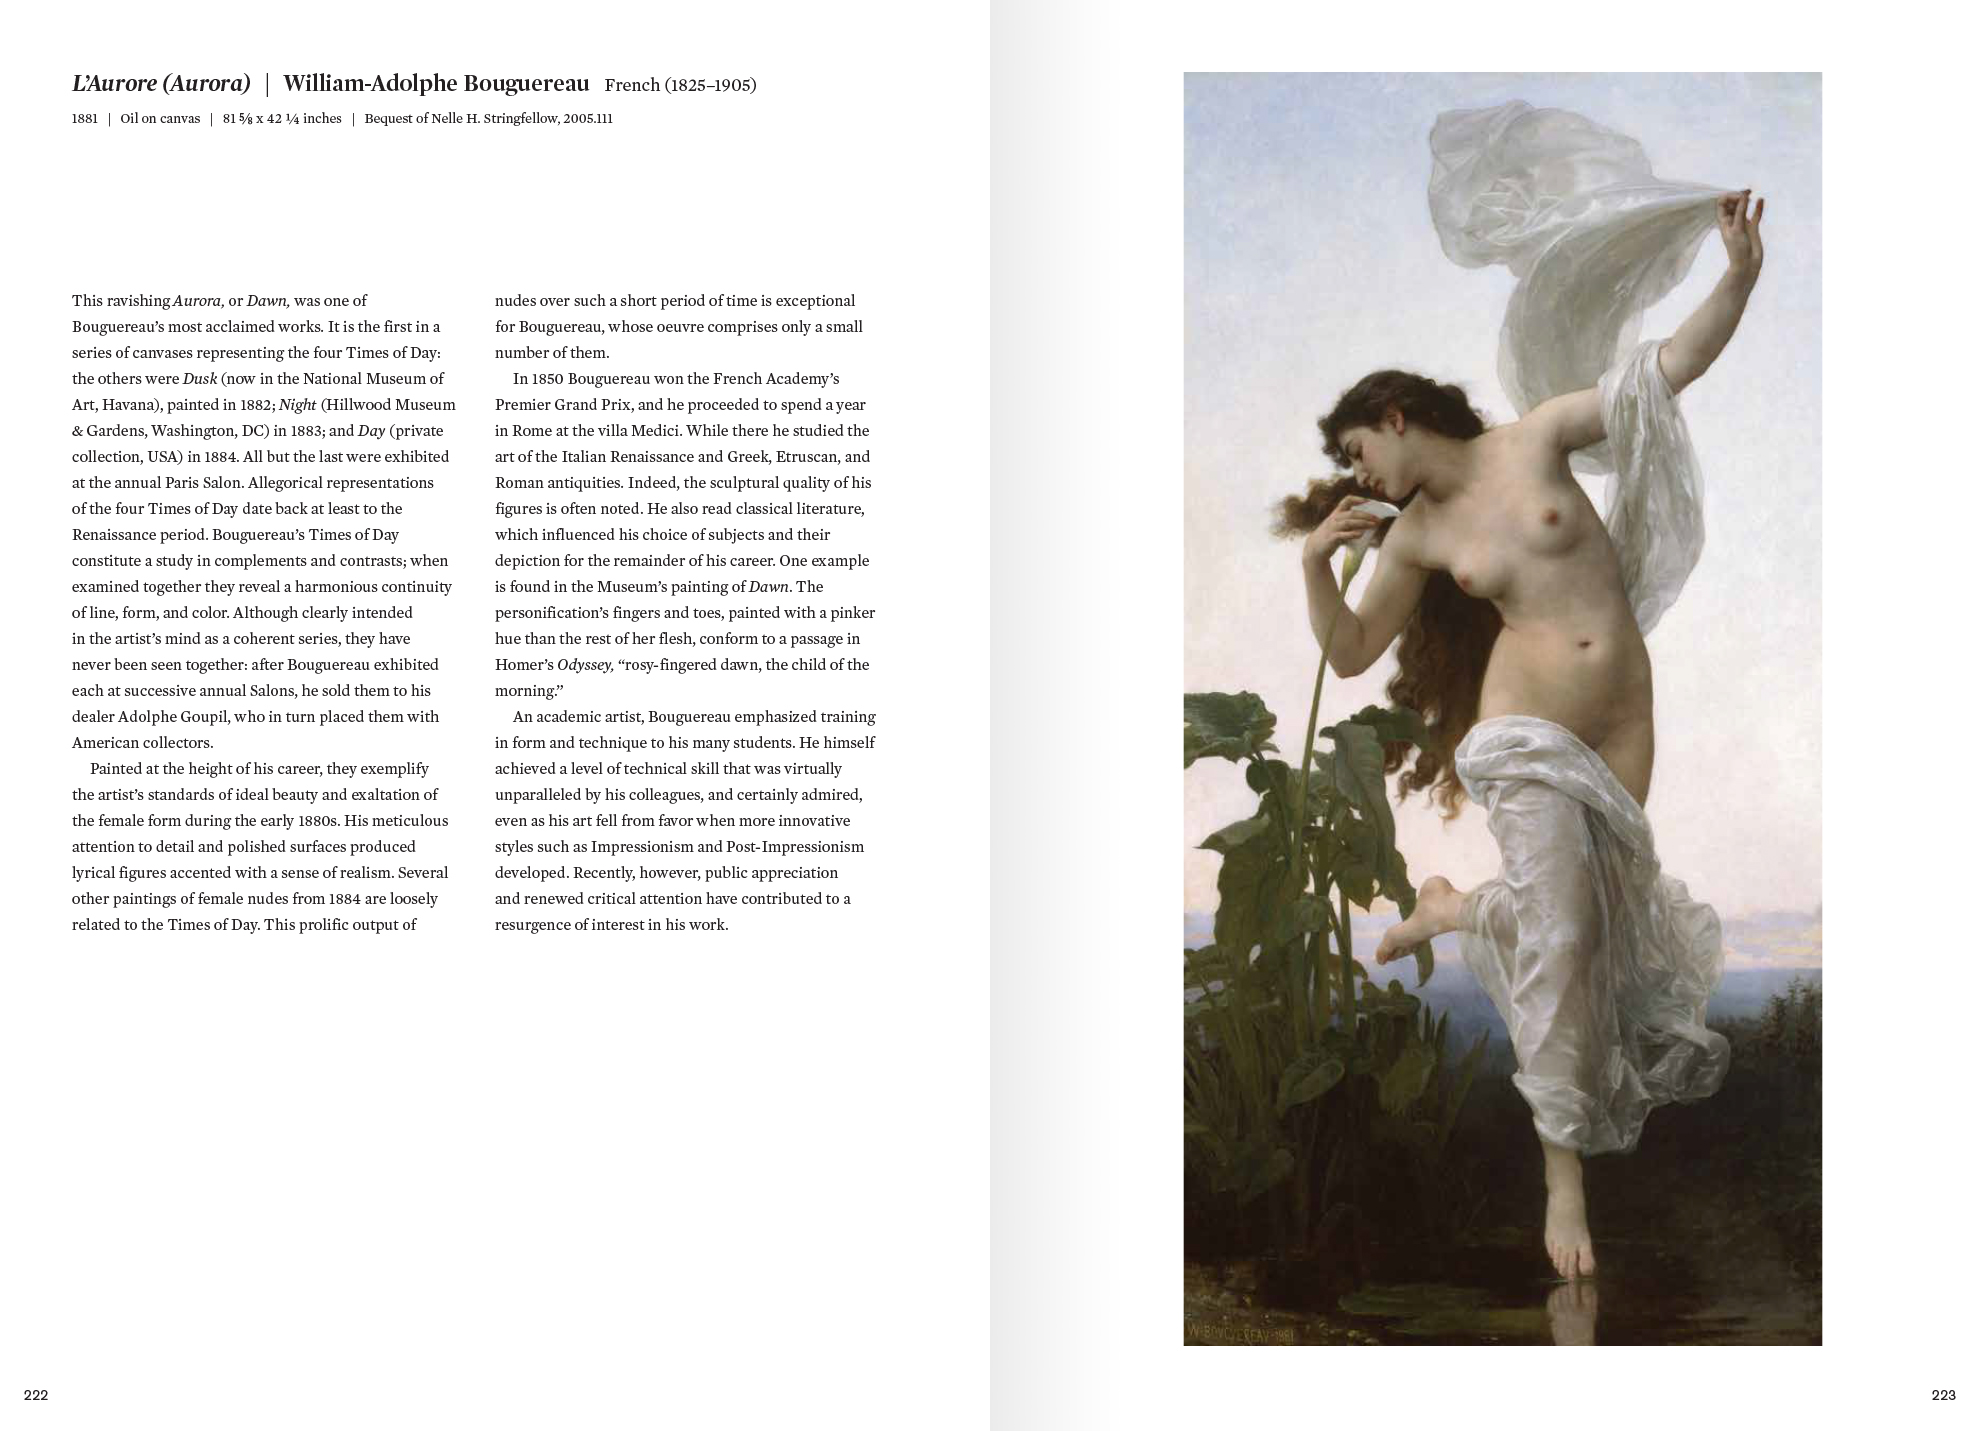 L’Aurore (Aurora) | William-Adolphe Bouguereau French (1825–1905)
1881 | Oil on canvas | 81 ⅝ x 42 ¼ inches | Bequest of Nelle H. Stringfellow, 2005.111
This ravishing Aurora, or Dawn, was one of
Bouguereau’s most acclaimed works. It is the first in a
series of canvases representing the four Times of Day:
the others were Dusk (now in the National Museum of
Art, Havana), painted in 1882; Night (Hillwood Museum
& Gardens, Washington, DC) in 1883; and Day (private
collection, USA) in 1884. All but the last were exhibited
at the annual Paris Salon. Allegorical representations
of the four Times of Day date back at least to the
Renaissance period. Bouguereau’s Times of Day
constitute a study in complements and contrasts; when
examined together they reveal a harmonious continuity
of line, form, and color. Although clearly intended
in the artist’s mind as a coherent series, they have
never been seen together: after Bouguereau exhibited
each at successive annual Salons, he sold them to his
dealer Adolphe Goupil, who in turn placed them with
American collectors.
Painted at the height of his career, they exemplify
the artist’s standards of ideal beauty and exaltation of
the female form during the early 1880s. His meticulous
attention to detail and polished surfaces produced
lyrical figures accented with a sense of realism. Several
other paintings of female nudes from 1884 are loosely
related to the Times of Day. This prolific output of
nudes over such a short period of time is exceptional
for Bouguereau, whose oeuvre comprises only a small
number of them.
In 1850 Bouguereau won the French Academy’s
Premier Grand Prix, and he proceeded to spend a year
in Rome at the villa Medici. While there he studied the
art of the Italian Renaissance and Greek, Etruscan, and
Roman antiquities. Indeed, the sculptural quality of his
figures is often noted. He also read classical literature,
which influenced his choice of subjects and their
depiction for the remainder of his career. One example
is found in the Museum’s painting of Dawn. The
personification’s fingers and toes, painted with a pinker
hue than the rest of her flesh, conform to a passage in
Homer’s Odyssey, “rosy-fingered dawn, the child of the
morning.”
An academic artist, Bouguereau emphasized training
in form and technique to his many students. He himself
achieved a level of technical skill that was virtually
unparalleled by his colleagues, and certainly admired,
even as his art fell from favor when more innovative
styles such as Impressionism and Post-Impressionism
developed. Recently, however, public appreciation
and renewed critical attention have contributed to a
resurgence of interest in his work.
W-BOVGVEREAV-1881
222
223